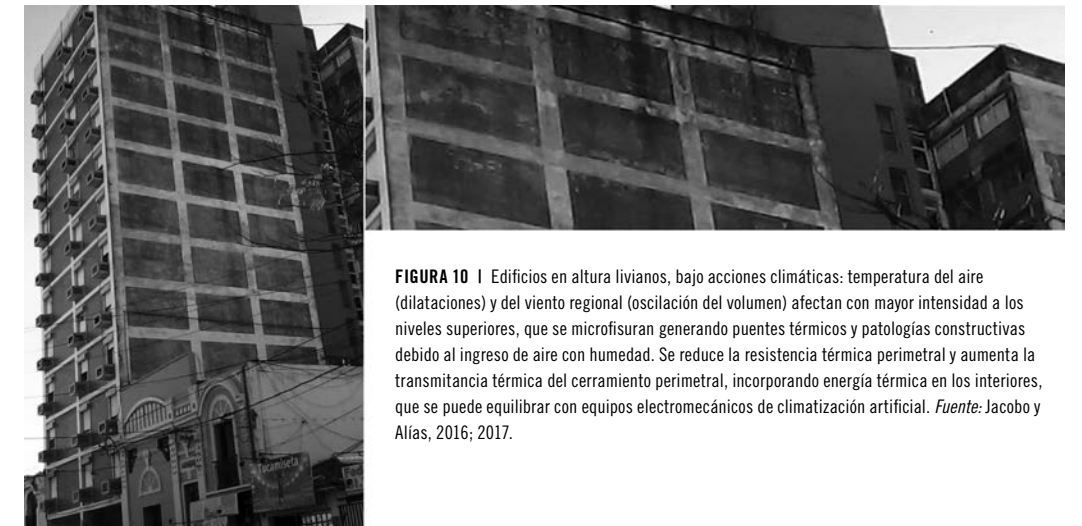 FIGURA 10 | Edificios en altura livianos, bajo acciones climáticas: temperatura del aire
(dilataciones) y del viento regional (oscilación del volumen) afectan con mayor intensidad a los
niveles superiores, que se microfisuran generando puentes térmicos y patologías constructivas
debido al ingreso de aire con humedad. Se reduce la resistencia térmica perimetral y aumenta la
transmitancia térmica del cerramiento perimetral, incorporando energía térmica en los interiores,
que se puede equilibrar con equipos electromecánicos de climatización artificial. Fuente: Jacobo y
Alías, 2016; 2017.